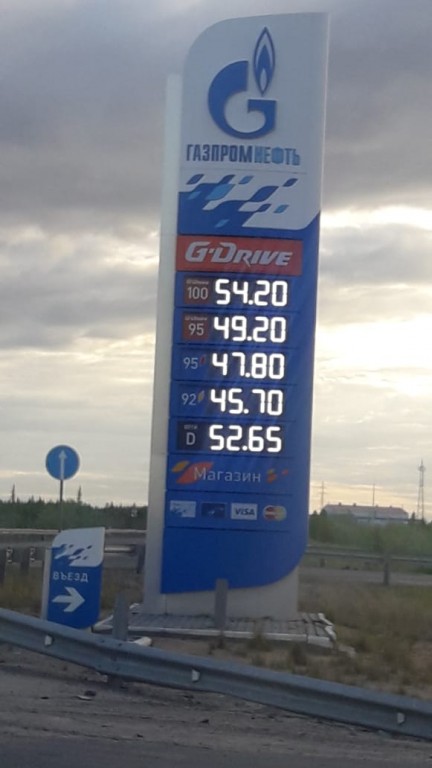 ГАЗПРОМНЕФТЬ
G-DRIVE
100 54.20
95 49.20
95 47.80
92 45.70
D 52.65
Магазин
VISA
ВЪЕЗД